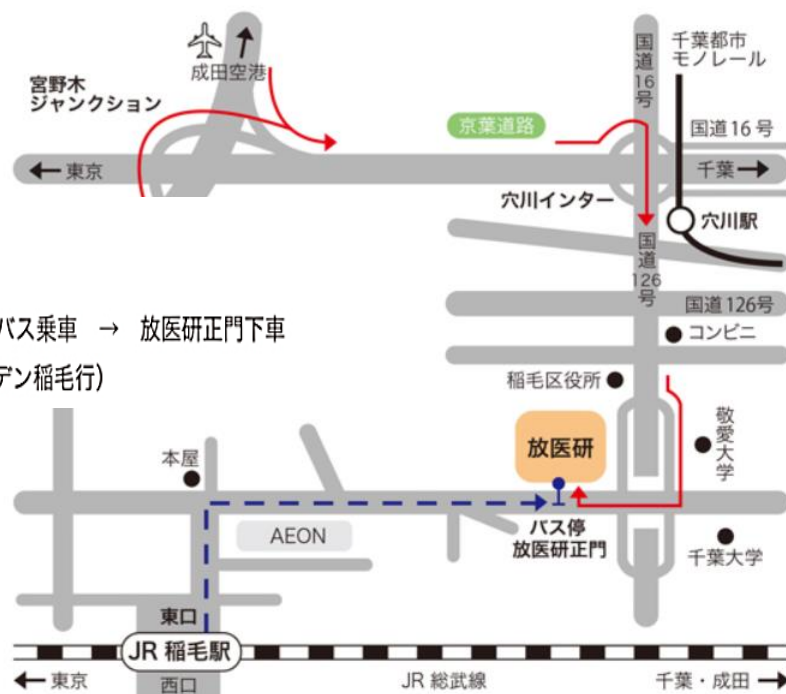 成田空港
宮野木
ジャンクション
京葉道路
国道16号
千葉都市
モノレール
国道16号
東京
千葉
穴川インター
穴川駅
国道126号
国道126号
バス乗車 → 放医研正門下車
デン稲毛行)
コンビニ
稲毛区役所
敬愛大学
放医研
本屋
AEON
バス停
放医研正門
千葉大学
東口
JR 稲毛駅
西口
東京
JR 総武線
千葉・成田